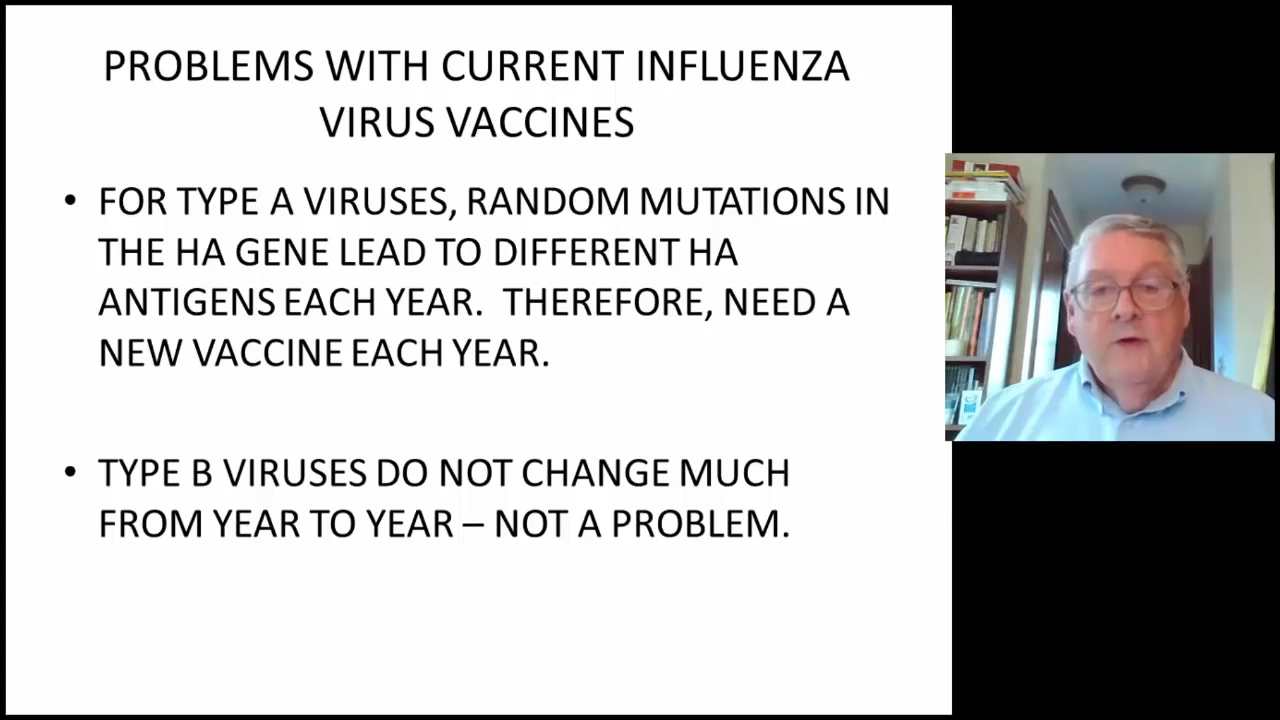 PROBLEMS WITH CURRENT INFLUENZA
VIRUS VACCINES
• FOR TYPE A VIRUSES, RANDOM MUTATIONS IN
THE HA GENE LEAD TO DIFFERENT HA
ANTIGENS EACH YEAR. THEREFORE, NEED A
NEW VACCINE EACH YEAR.
• TYPE B VIRUSES DO NOT CHANGE MUCH
FROM YEAR TO YEAR – NOT A PROBLEM.